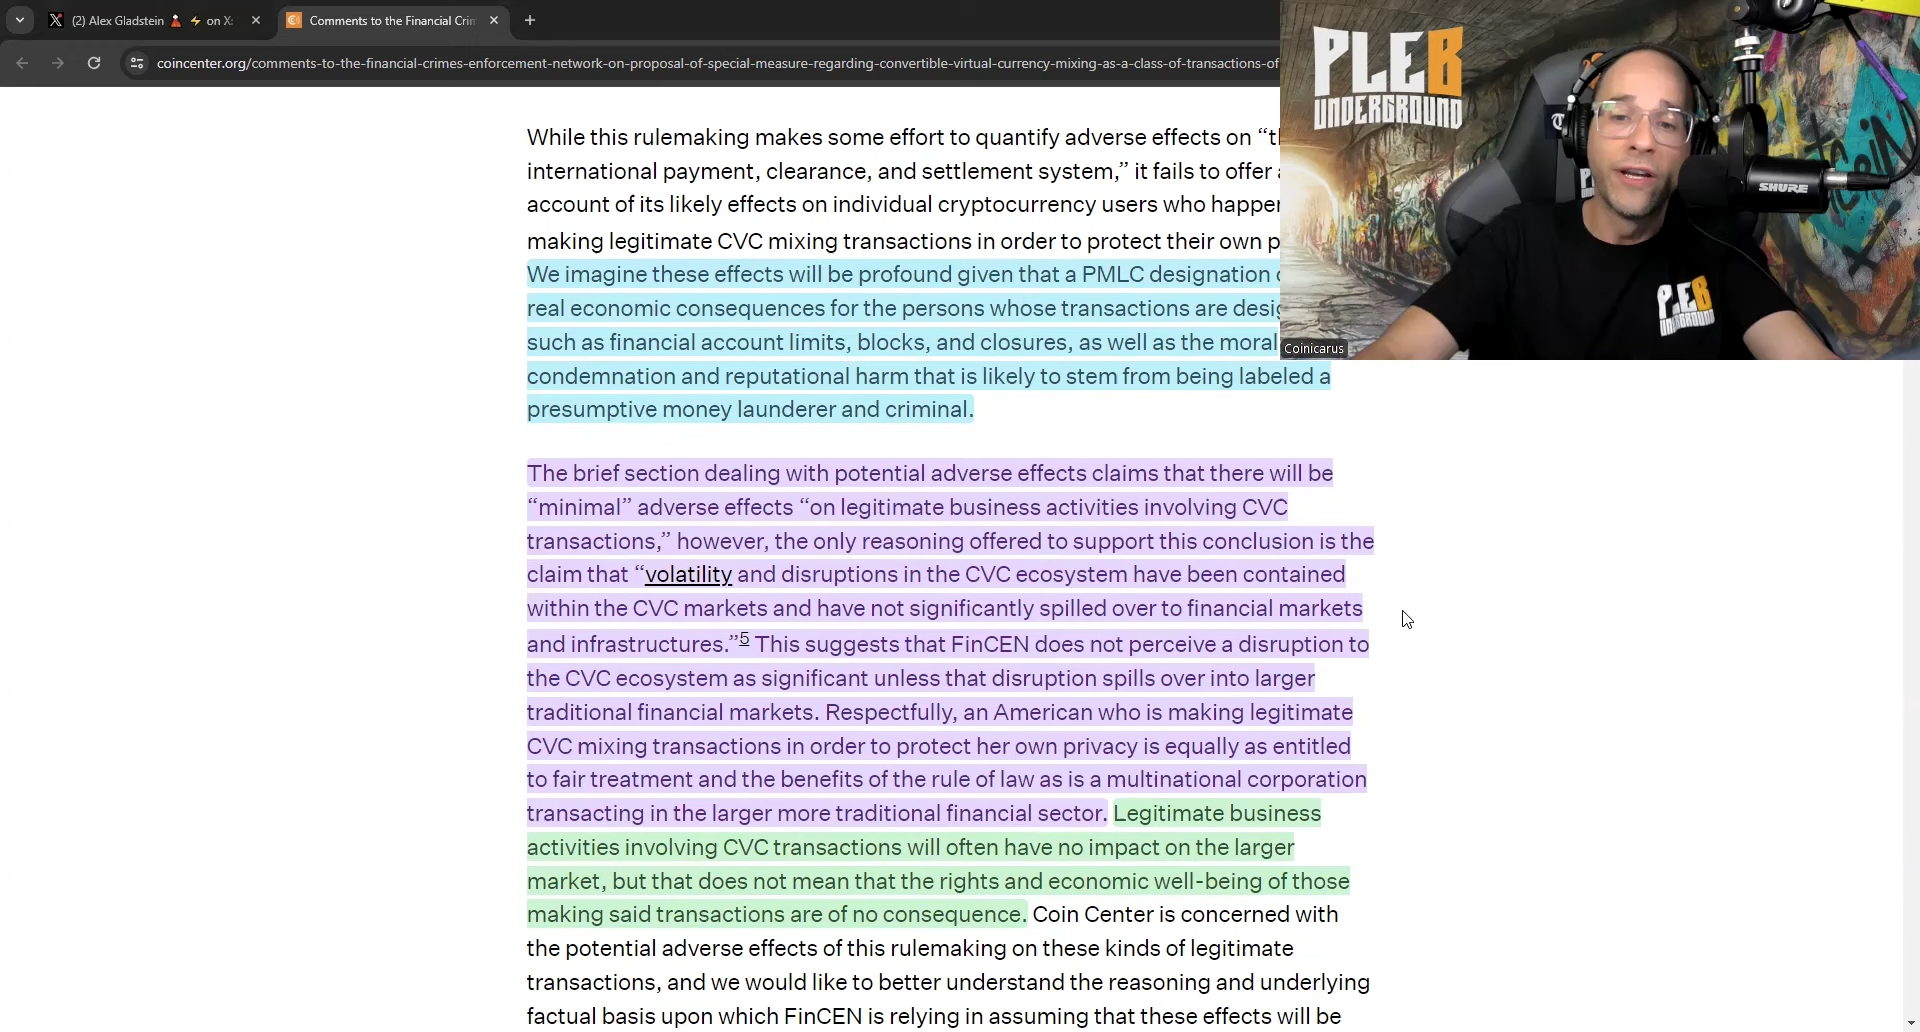 (2) Alex Gladstein on X:
Comments to the Financial Crim
coincenter.org/comments-to-the-financial-crimes-enforcement-network-on-proposal-of-special-measure-regarding-convertible-virtual-currency-mixing-as-a-class-of-transactions-of
PLEB
UNDERGROUND
SHURE
PLEB
UNDERGROUND
Coinicarus
While this rulemaking makes some effort to quantify adverse effects on “th
international payment, clearance, and settlement system,” it fails to offer a
account of its likely effects on individual cryptocurrency users who happen
making legitimate CVC mixing transactions in order to protect their own p
We imagine these effects will be profound given that a PMLC designation
real economic consequences for the persons whose transactions are desig
such as financial account limits, blocks, and closures, as well as the moral
condemnation and reputational harm that is likely to stem from being labeled a
presumptive money launderer and criminal.
The brief section dealing with potential adverse effects claims that there will be
“minimal” adverse effects “on legitimate business activities involving CVC
transactions,” however, the only reasoning offered to support this conclusion is the
claim that “volatility and disruptions in the CVC ecosystem have been contained
within the CVC markets and have not significantly spilled over to financial markets
and infrastructures.”5 This suggests that FinCEN does not perceive a disruption to
the CVC ecosystem as significant unless that disruption spills over into larger
traditional financial markets. Respectfully, an American who is making legitimate
CVC mixing transactions in order to protect her own privacy is equally as entitled
to fair treatment and the benefits of the rule of law as is a multinational corporation
transacting in the larger more traditional financial sector. Legitimate business
activities involving CVC transactions will often have no impact on the larger
market, but that does not mean that the rights and economic well-being of those
making said transactions are of no consequence. Coin Center is concerned with
the potential adverse effects of this rulemaking on these kinds of legitimate
transactions, and we would like to better understand the reasoning and underlying
factual basis upon which FinCEN is relying in assuming that these effects will be